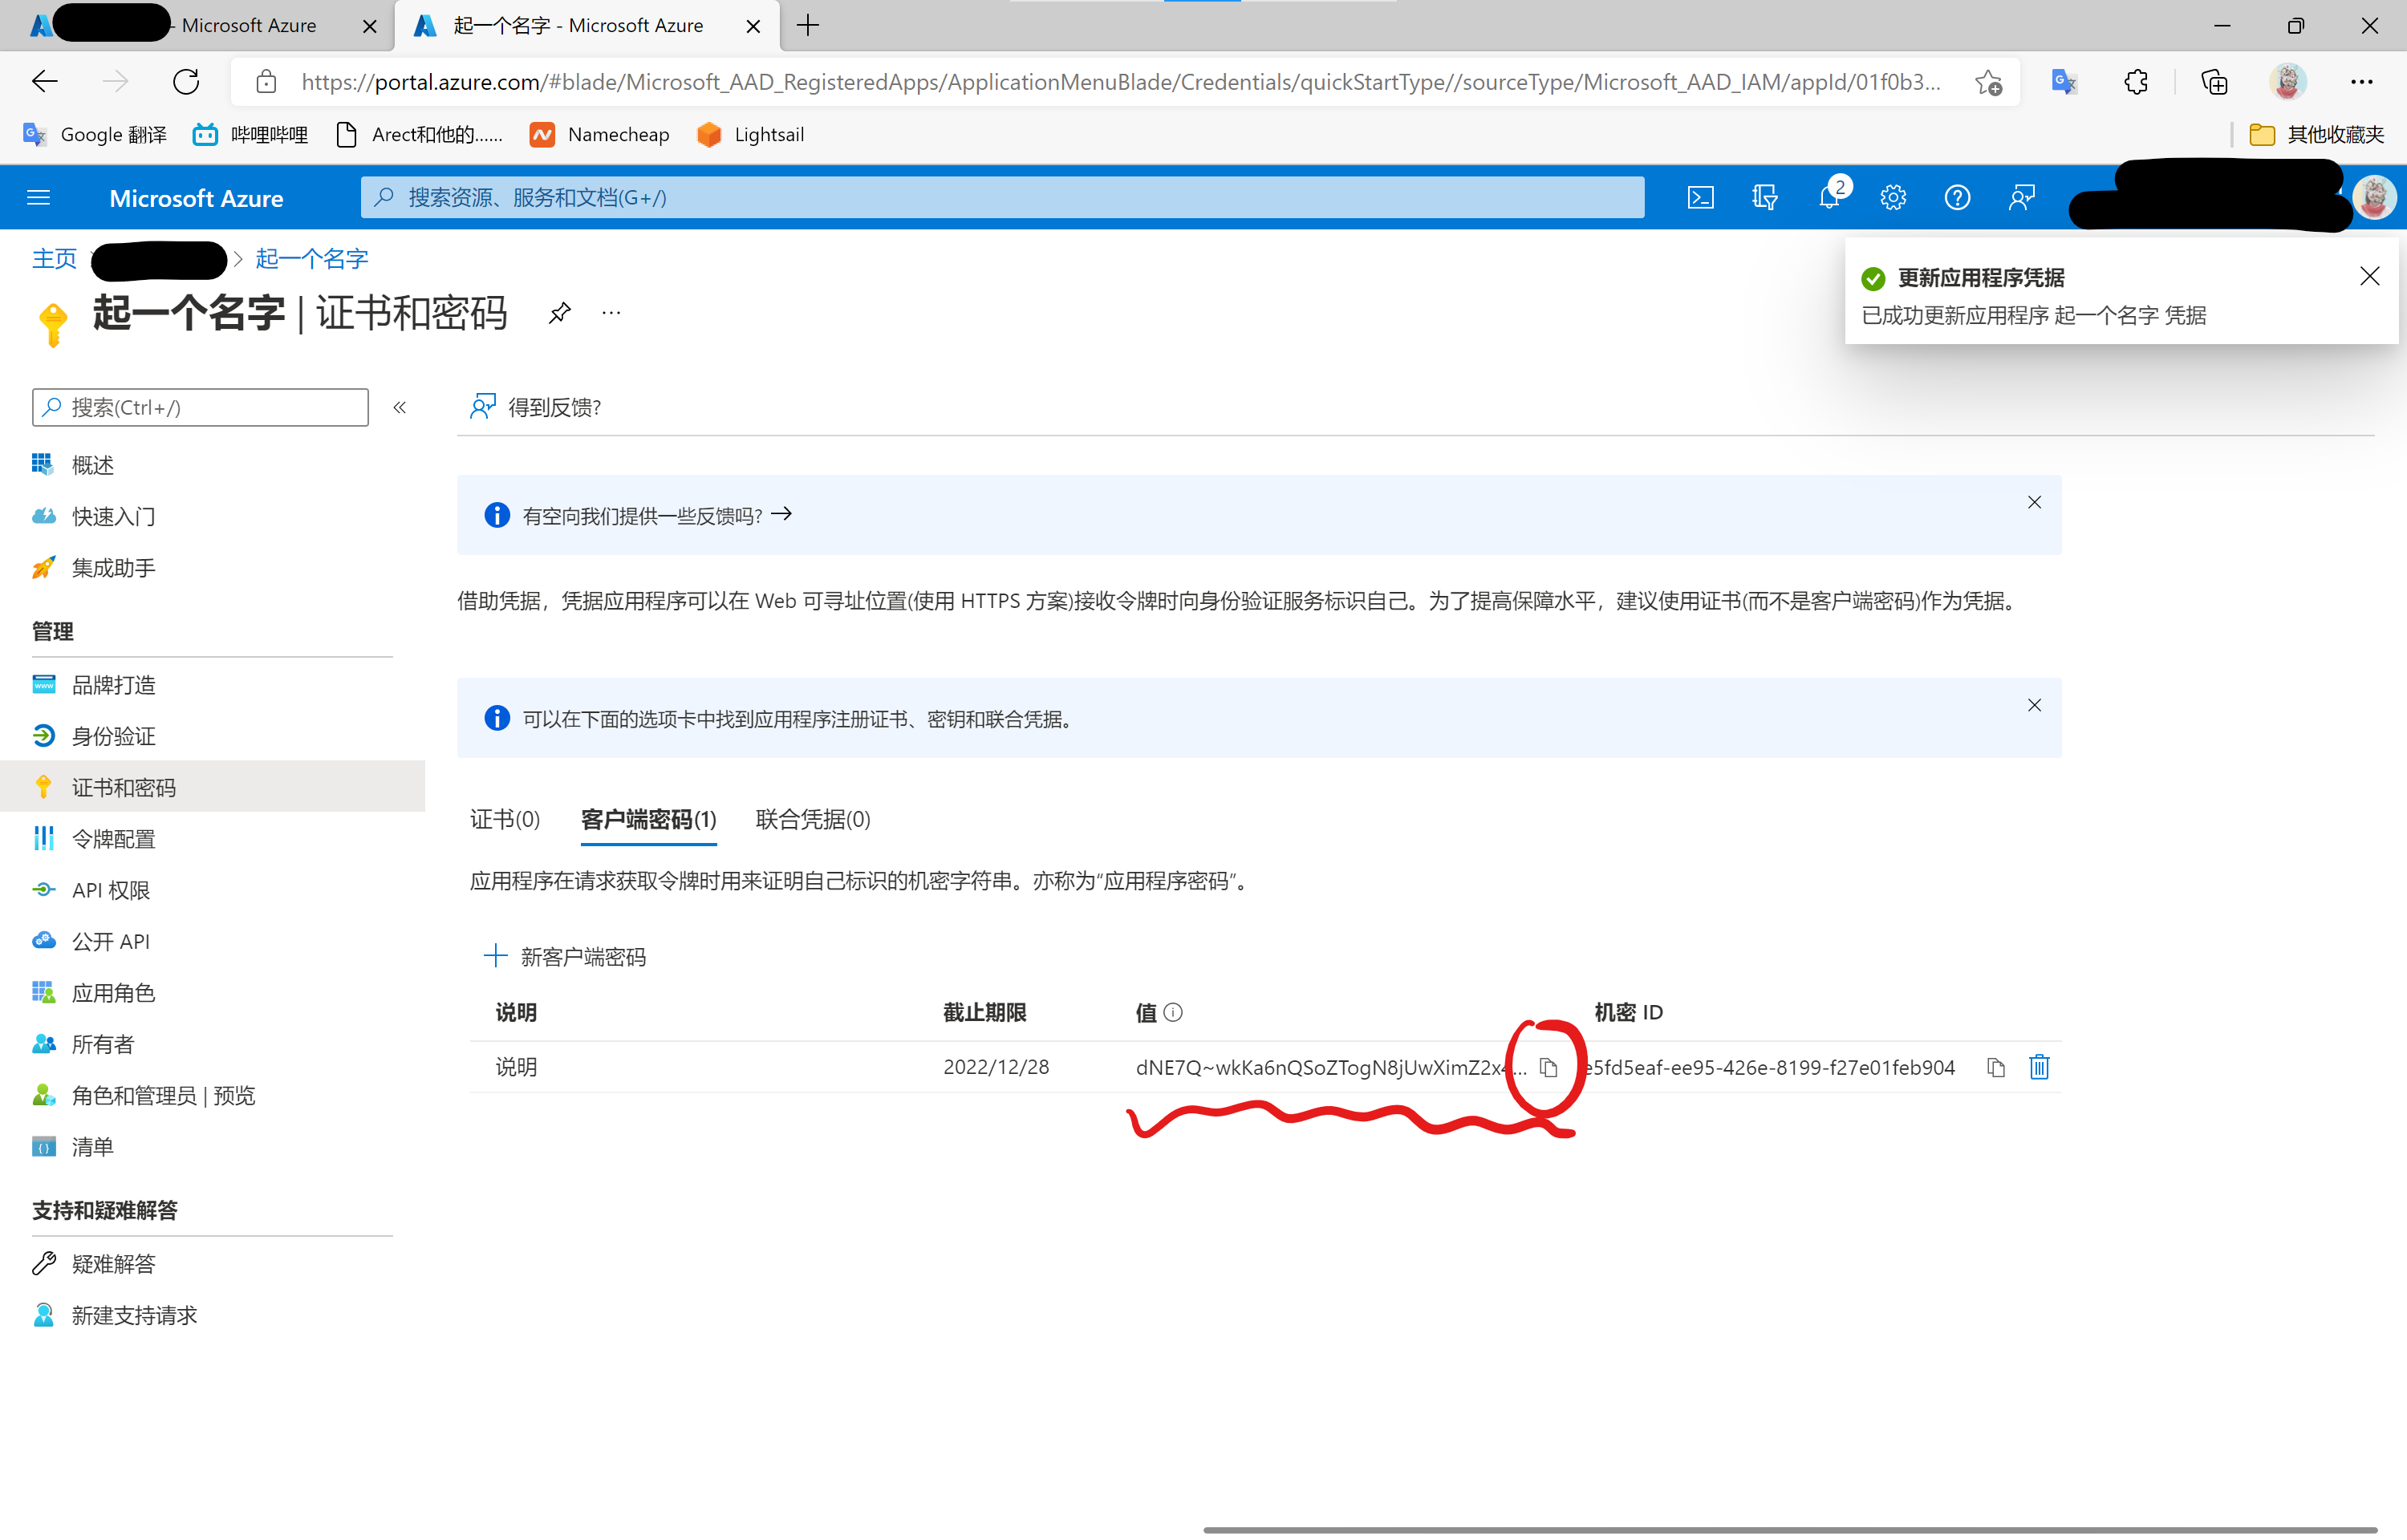 - Microsoft Azure
起一个名字 - Microsoft Azure
https://portal.azure.com/#blade/Microsoft_AAD_RegisteredApps/ApplicationMenuBlade/Credentials/quickStartType//sourceType/Microsoft_AAD_IAM/appId/01f0b3...
Google 翻译
哔哩哔哩
Arect和他的......
Namecheap
Lightsail
其他收藏夹
Microsoft Azure
搜索资源、服务和文档(G+/)
2
主页
> 起一个名字
起一个名字 | 证书和密码
更新应用程序凭据
已成功更新应用程序 起一个名字 凭据
搜索(Ctrl+/)
得到反馈?
概述
快速入门
集成助手
管理
品牌打造
身份验证
证书和密码
令牌配置
API 权限
公开 API
应用角色
所有者
角色和管理员 | 预览
清单
支持和疑难解答
疑难解答
新建支持请求
有空向我们提供一些反馈吗? →
借助凭据，凭据应用程序可以在 Web 可寻址位置(使用 HTTPS 方案)接收令牌时向身份验证服务标识自己。为了提高保障水平，建议使用证书(而不是客户端密码)作为凭据。
可以在下面的选项卡中找到应用程序注册证书、密钥和联合凭据。
证书(0) 客户端密码(1) 联合凭据(0)
应用程序在请求获取令牌时用来证明自己标识的机密字符串。亦称为“应用程序密码”。
新客户端密码
说明 截止期限 值 机密 ID
说明 2022/12/28 dNE7Q~wkKa6nQSoZTogN8jUwXimZ2x4... e5fd5eaf-ee95-426e-8199-f27e01feb904